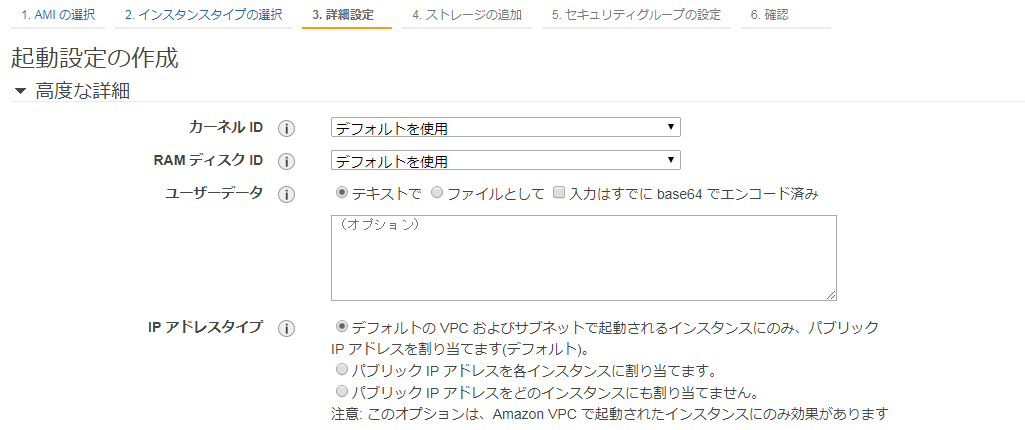 1. AMI の選択 2. インスタンスタイプの選択 3. 詳細設定 4. ストレージの追加 5. セキュリティグループの設定 6. 確認
起動設定の作成
高度な詳細
カーネル ID デフォルトを使用
RAM ディスク ID デフォルトを使用
ユーザーデータ テキストで ファイルとして 入力はすでに base64 でエンコード済み
(オプション)
IP アドレスタイプ デフォルトの VPC およびサブネットで起動されるインスタンスにのみ、パブリック
IP アドレスを割り当てます(デフォルト)。
パブリック IP アドレスを各インスタンスに割り当てます。
パブリック IP アドレスをどのインスタンスにも割り当てません。
注意: このオプションは、Amazon VPC で起動されたインスタンスにのみ効果があります